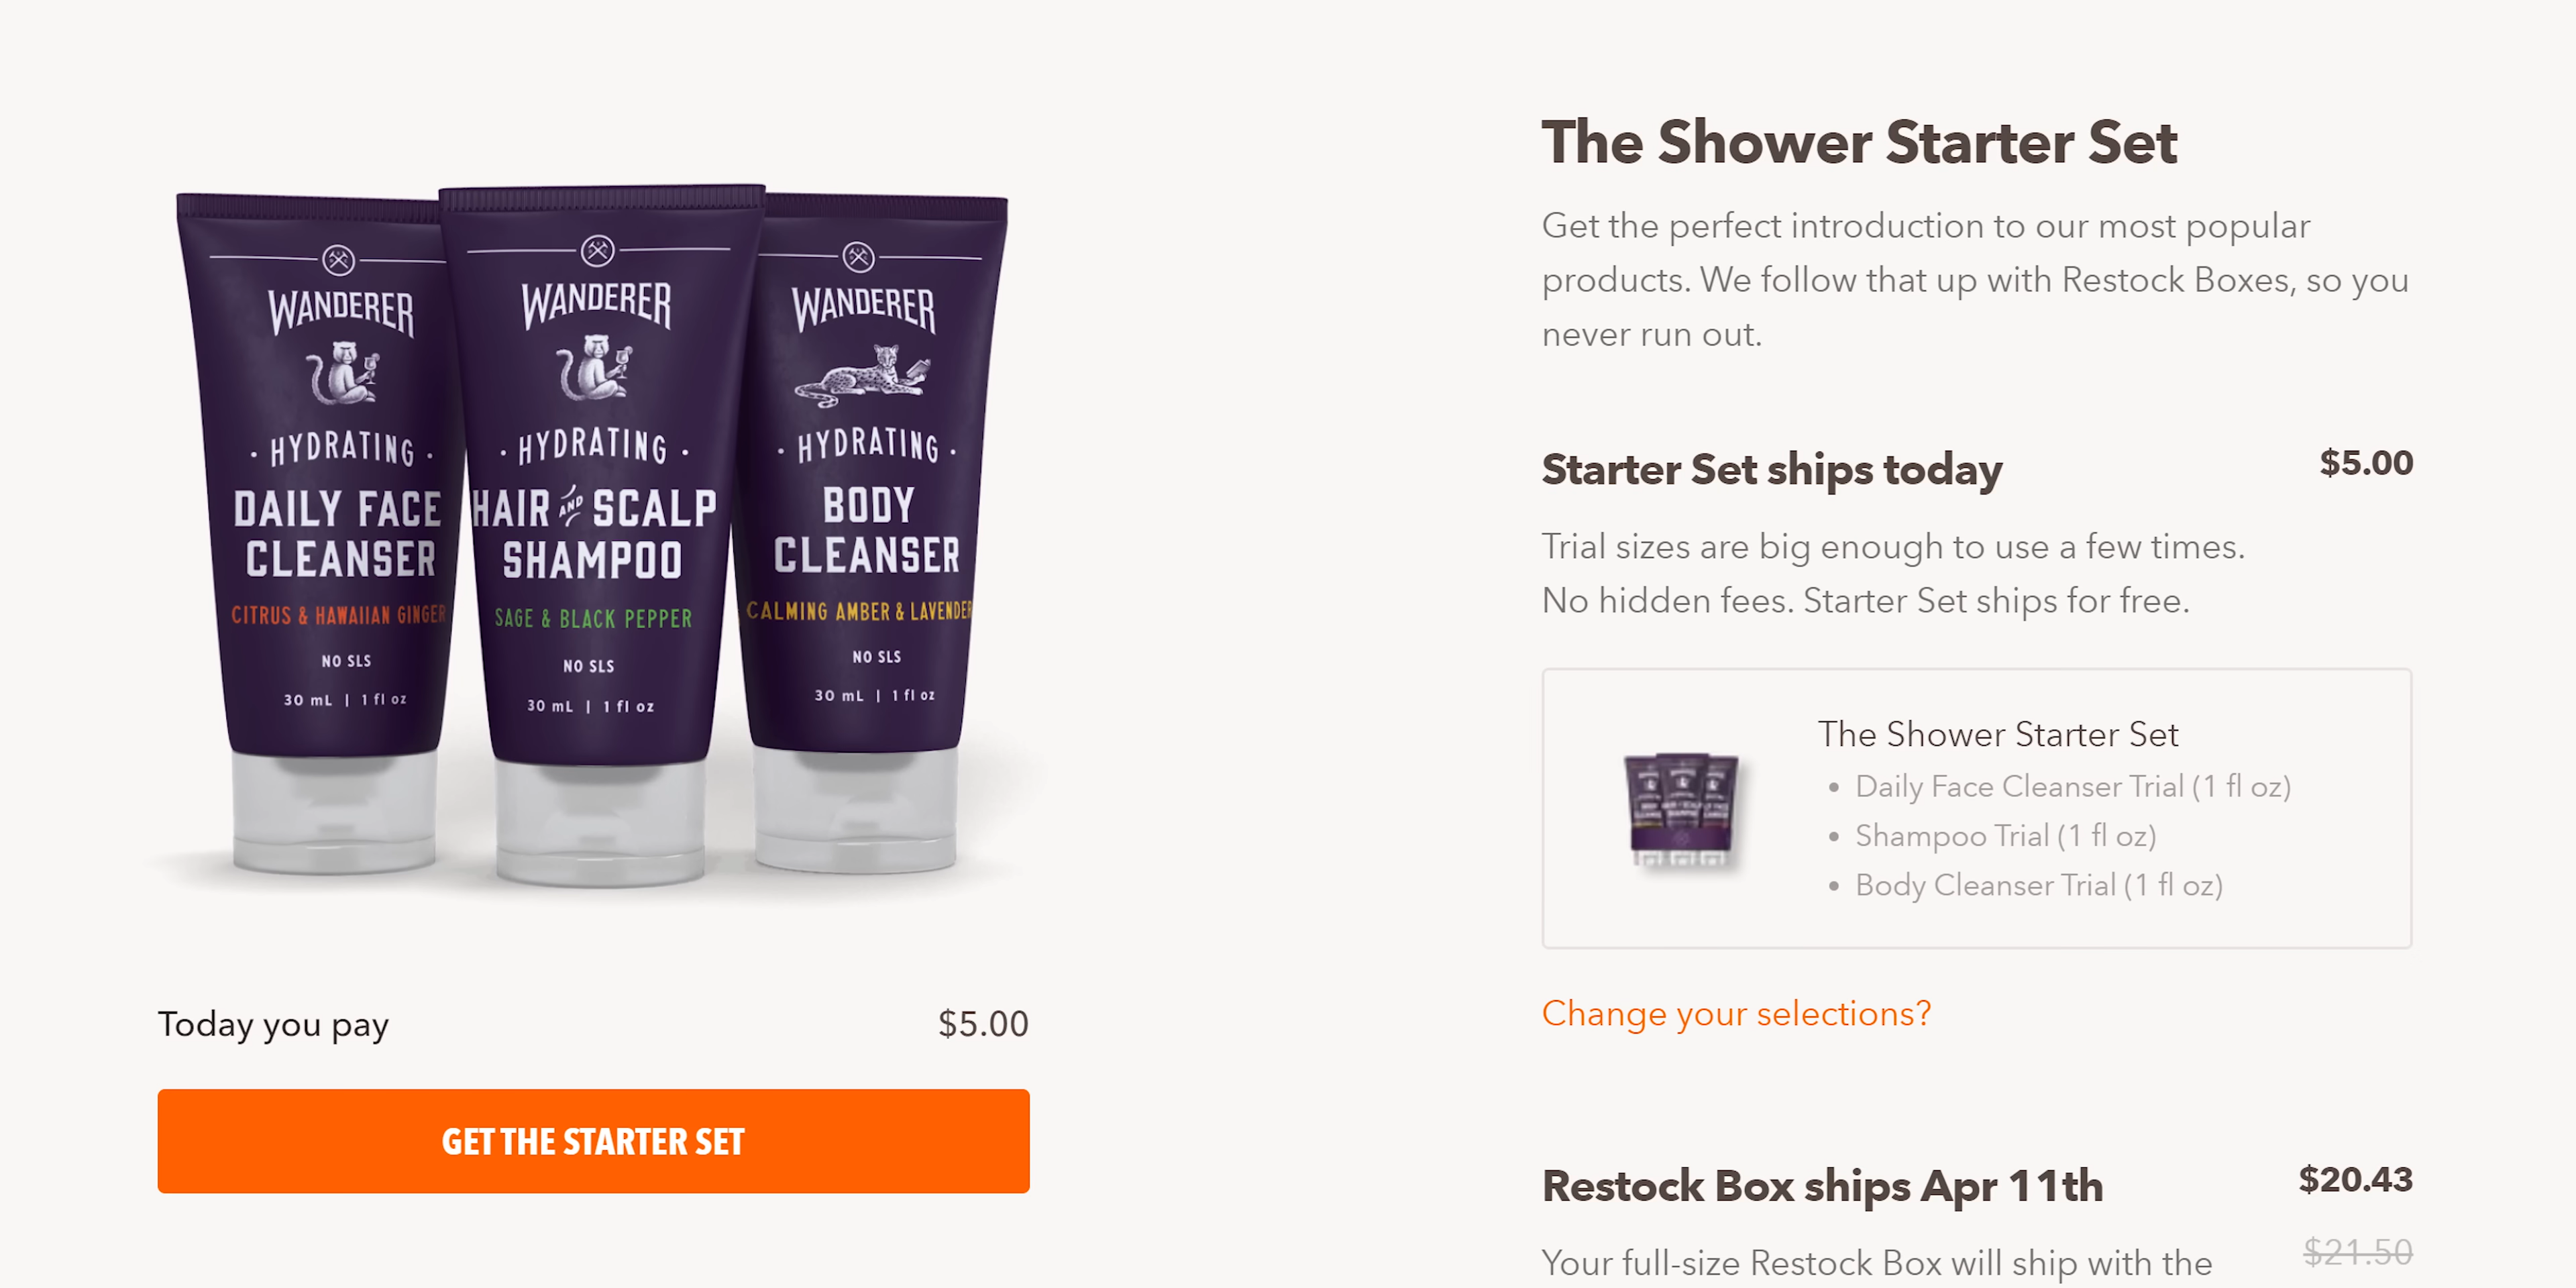 WANDERER
· HYDRATING ·
DAILY FACE
CLEANSER
CITRUS & HAWAIIAN GINGER
NO SLS
30 mL | 1 fl oz
WANDERER
· HYDRATING ·
HAIR AND SCALP
SHAMPOO
SAGE & BLACK PEPPER
NO SLS
30 mL | 1 fl oz
WANDERER
· HYDRATING ·
BODY
CLEANSER
CALMING AMBER & LAVENDER
NO SLS
30 mL | 1 fl oz
Today you pay $5.00
GET THE STARTER SET
The Shower Starter Set
Get the perfect introduction to our most popular
products. We follow that up with Restock Boxes, so you
never run out.
Starter Set ships today $5.00
Trial sizes are big enough to use a few times.
No hidden fees. Starter Set ships for free.
The Shower Starter Set
• Daily Face Cleanser Trial (1 fl oz)
• Shampoo Trial (1 fl oz)
• Body Cleanser Trial (1 fl oz)
Change your selections?
Restock Box ships Apr 11th $20.43
$21.50
Your full-size Restock Box will ship with the